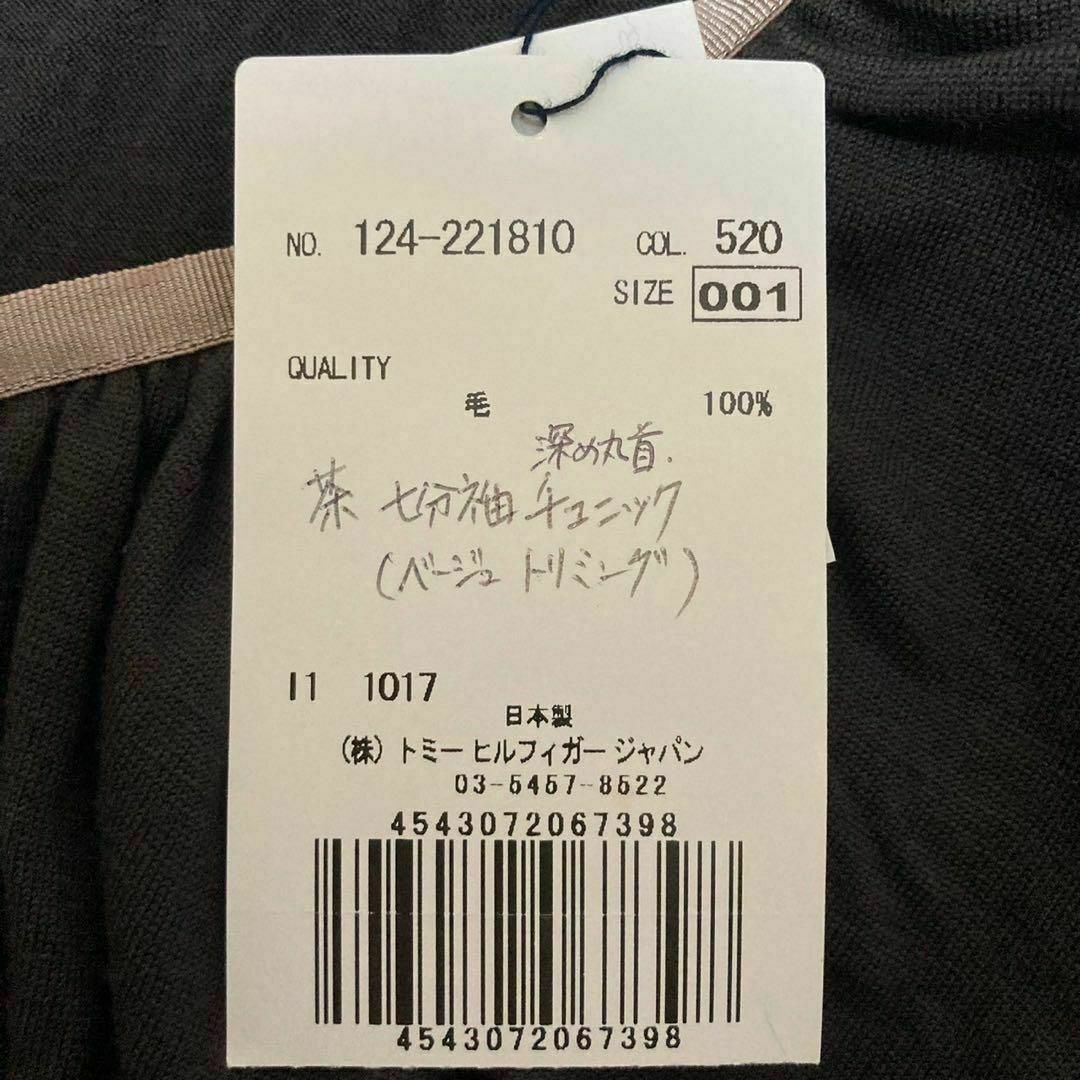 NO. 124-221810 COL. 520
SIZE 001
QUALITY
毛 100%
深め丸首.
茶 七分袖 チュニック
(ベージュ トリミング)
I1 1017
日本製
(株) トミー ヒルフィガー ジャパン
03-5457-8522
4543072067398
4543072067398